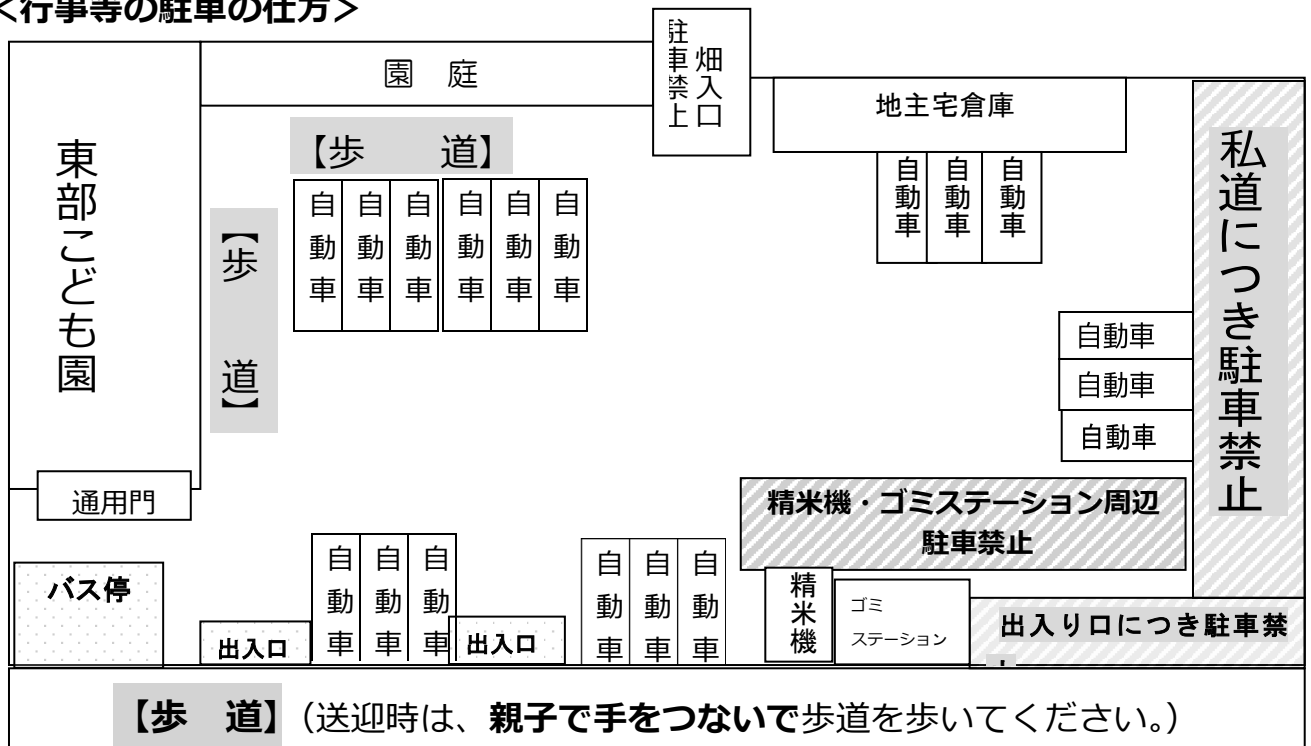 ＜行事等の駐車の仕方＞
東部こども園
園　庭
駐車禁止
畑入口
地主宅倉庫
私道につき駐車禁止
【歩　　道】
【歩　　道】
自動車
自動車
自動車
自動車
自動車
自動車
自動車
自動車
自動車
自動車
自動車
自動車
通用門
精米機・ゴミステーション周辺
駐車禁止
バス停
出入口
自動車
自動車
自動車
出入口
自動車
自動車
自動車
精米機
ゴミ
ステーション
出入り口につき駐車禁
【歩　道】（送迎時は、親子で手をつないで歩道を歩いてください。）